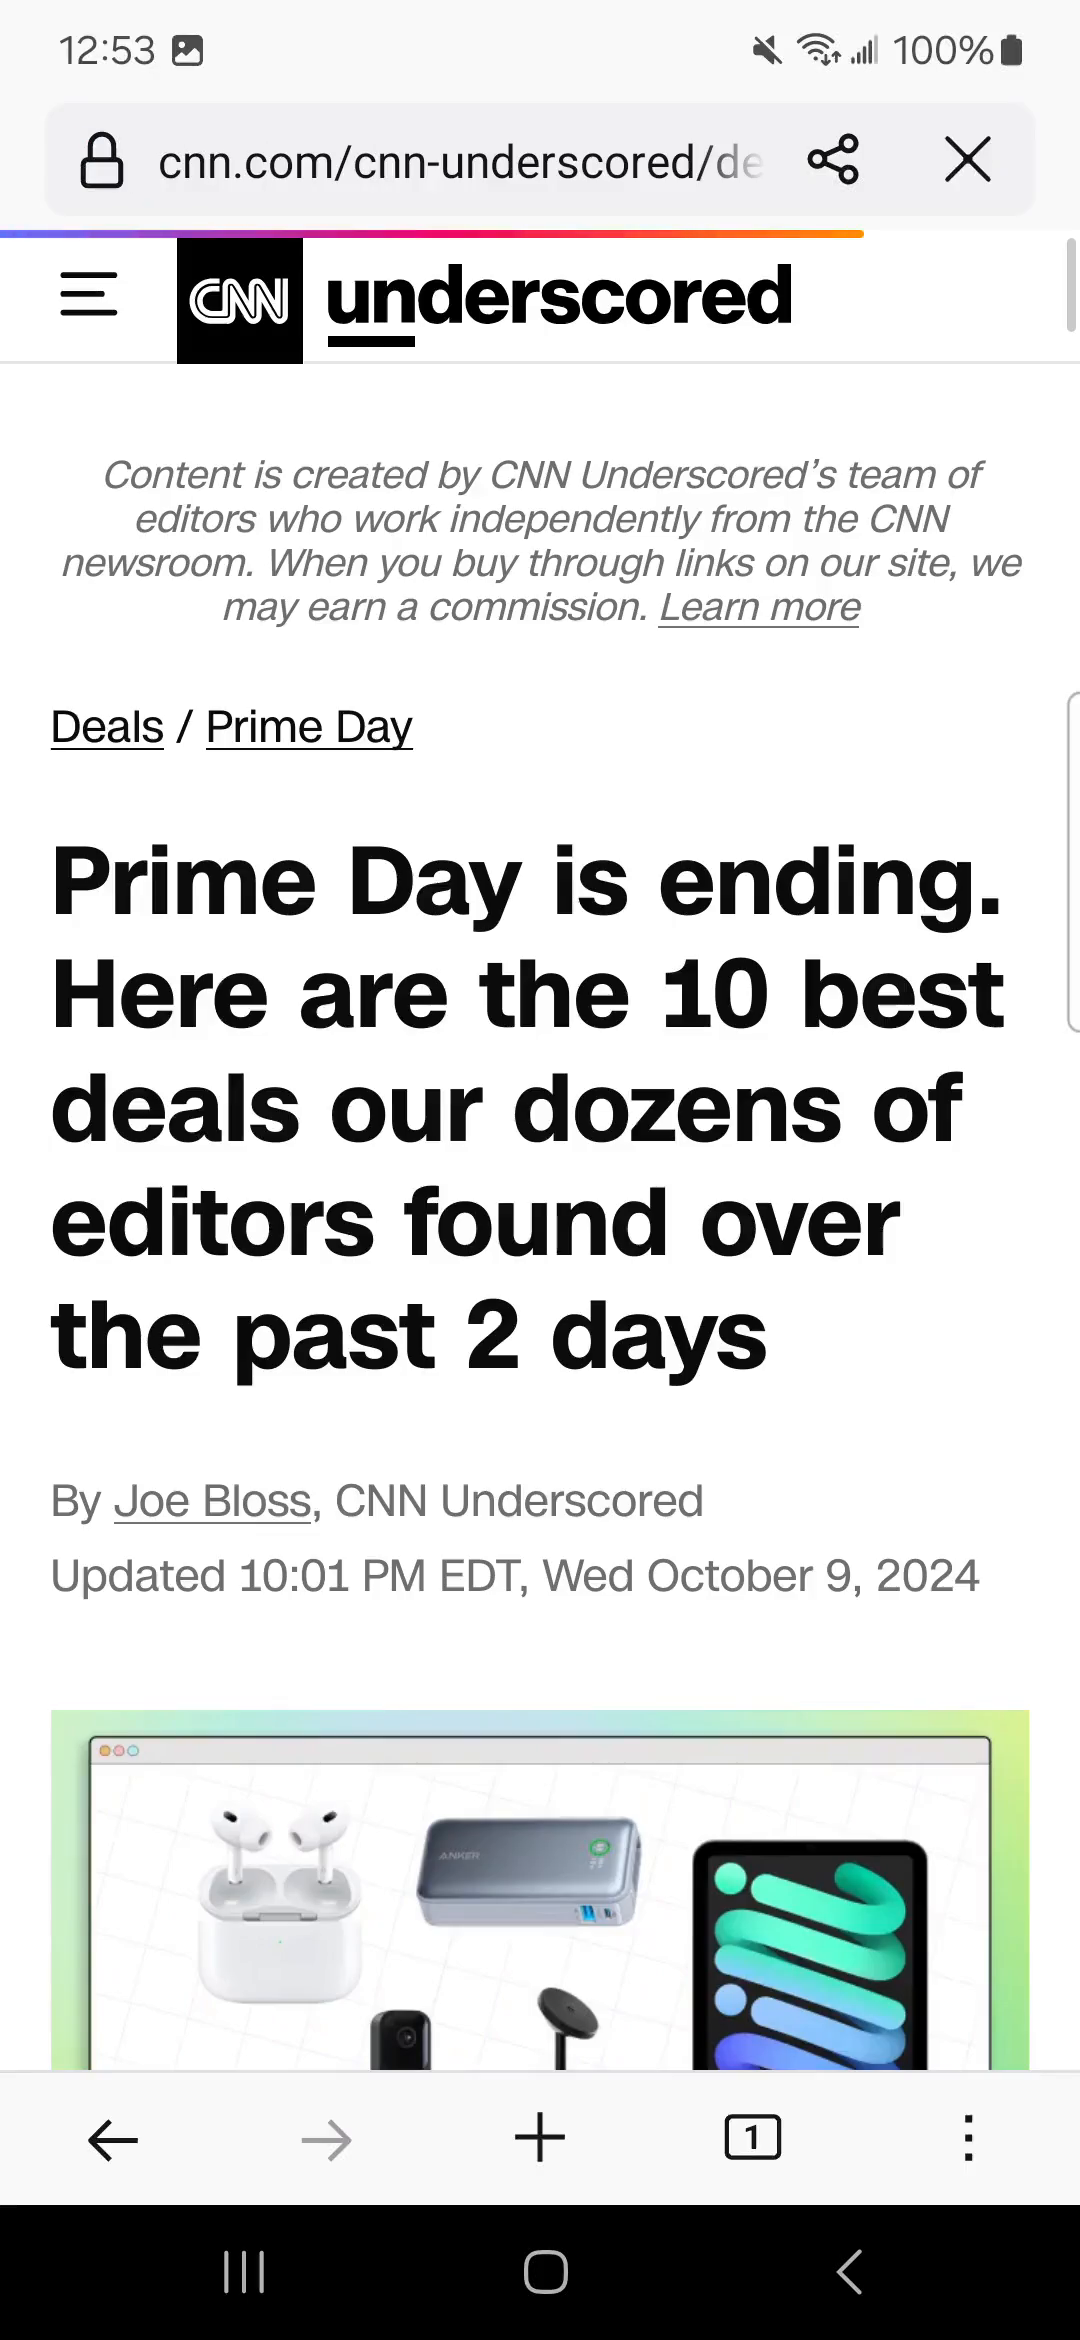 12:53
100%
cnn.com/cnn-underscored/de
CNN underscored
Content is created by CNN Underscored’s team of
editors who work independently from the CNN
newsroom. When you buy through links on our site, we
may earn a commission. Learn more
Deals / Prime Day
Prime Day is ending.
Here are the 10 best
deals our dozens of
editors found over
the past 2 days
By Joe Bloss, CNN Underscored
Updated 10:01 PM EDT, Wed October 9, 2024
ANKER
1